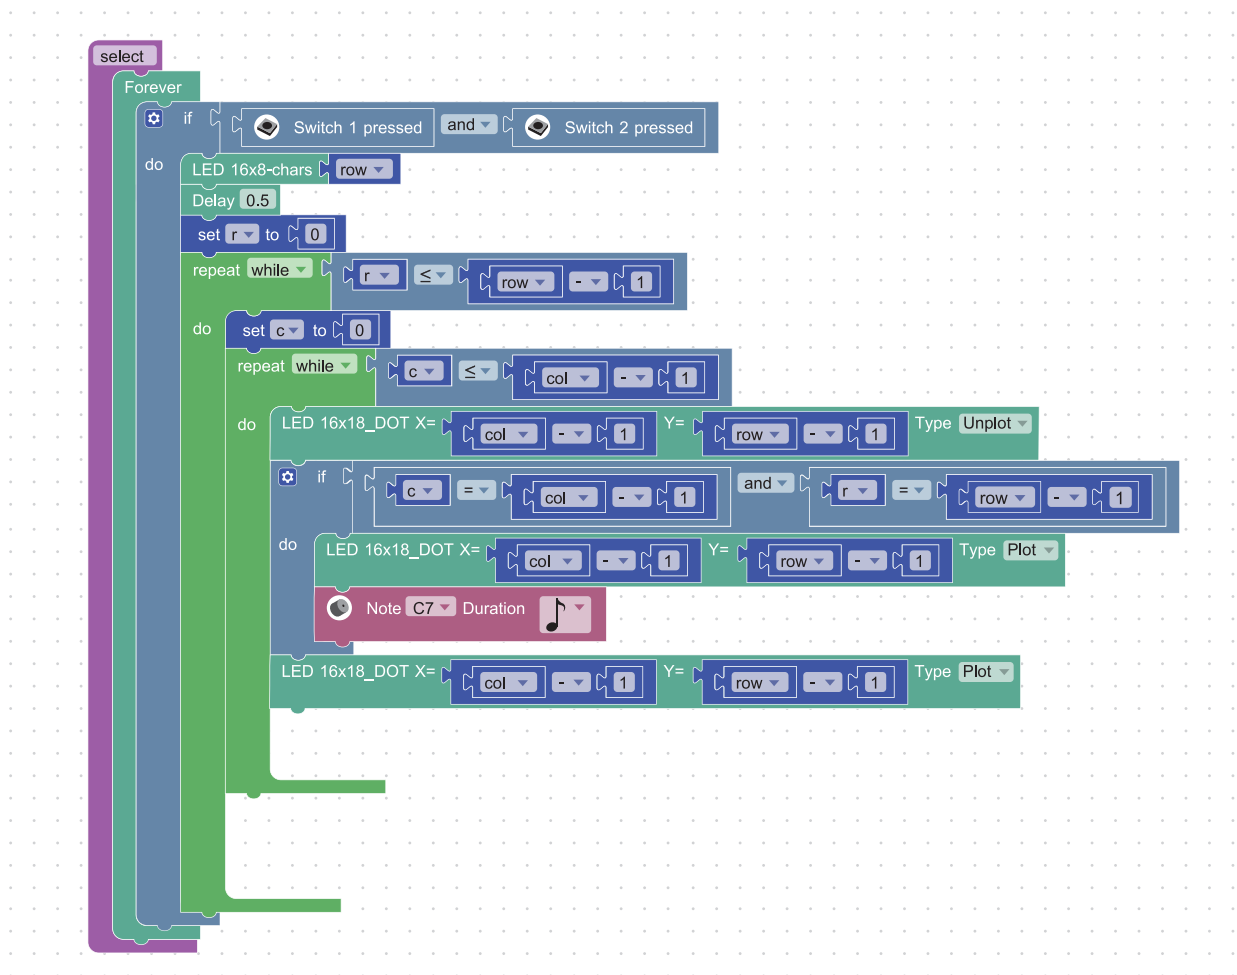 select
Forever
if Switch 1 pressed and Switch 2 pressed
do LED 16x8-chars row
Delay 0.5
set r to 0
repeat while r ≤ row - 1
do set c to 0
repeat while c ≤ col - 1
do LED 16x18_DOT X= col - 1 Y= row - 1 Type Unplot
if c = col - 1 and r = row - 1
do LED 16x18_DOT X= col - 1 Y= row - 1 Type Plot
Note C7 Duration
LED 16x18_DOT X= col - 1 Y= row - 1 Type Plot